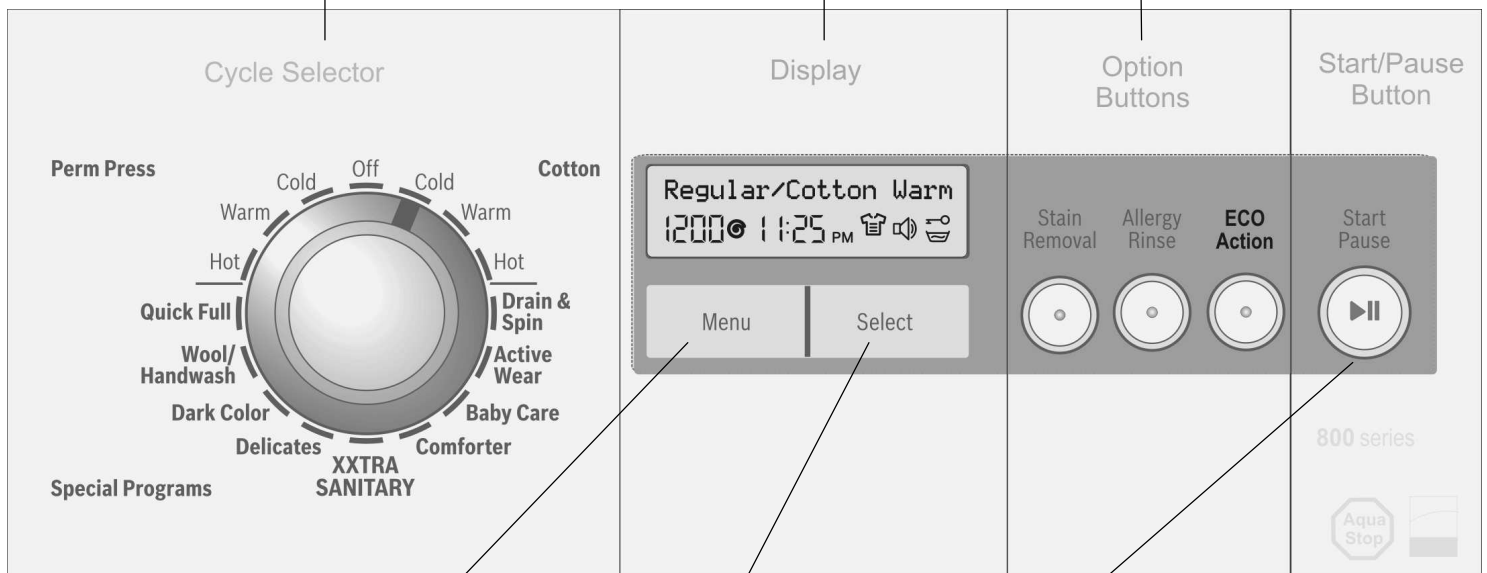 Cycle Selector
Display
Option
Buttons
Start/Pause
Button
Perm Press
Cotton
Off
Cold
Cold
Warm
Warm
Hot
Hot
Quick Full
Drain &
Spin
Wool/
Handwash
Active
Wear
Dark Color
Baby Care
Delicates
Comforter
XXTRA
SANITARY
Special Programs
Regular/Cotton Warm
1200 11:25 PM
Menu
Select
Stain
Removal
Allergy
Rinse
ECO
Action
Start
Pause
800 series
Aqua
Stop